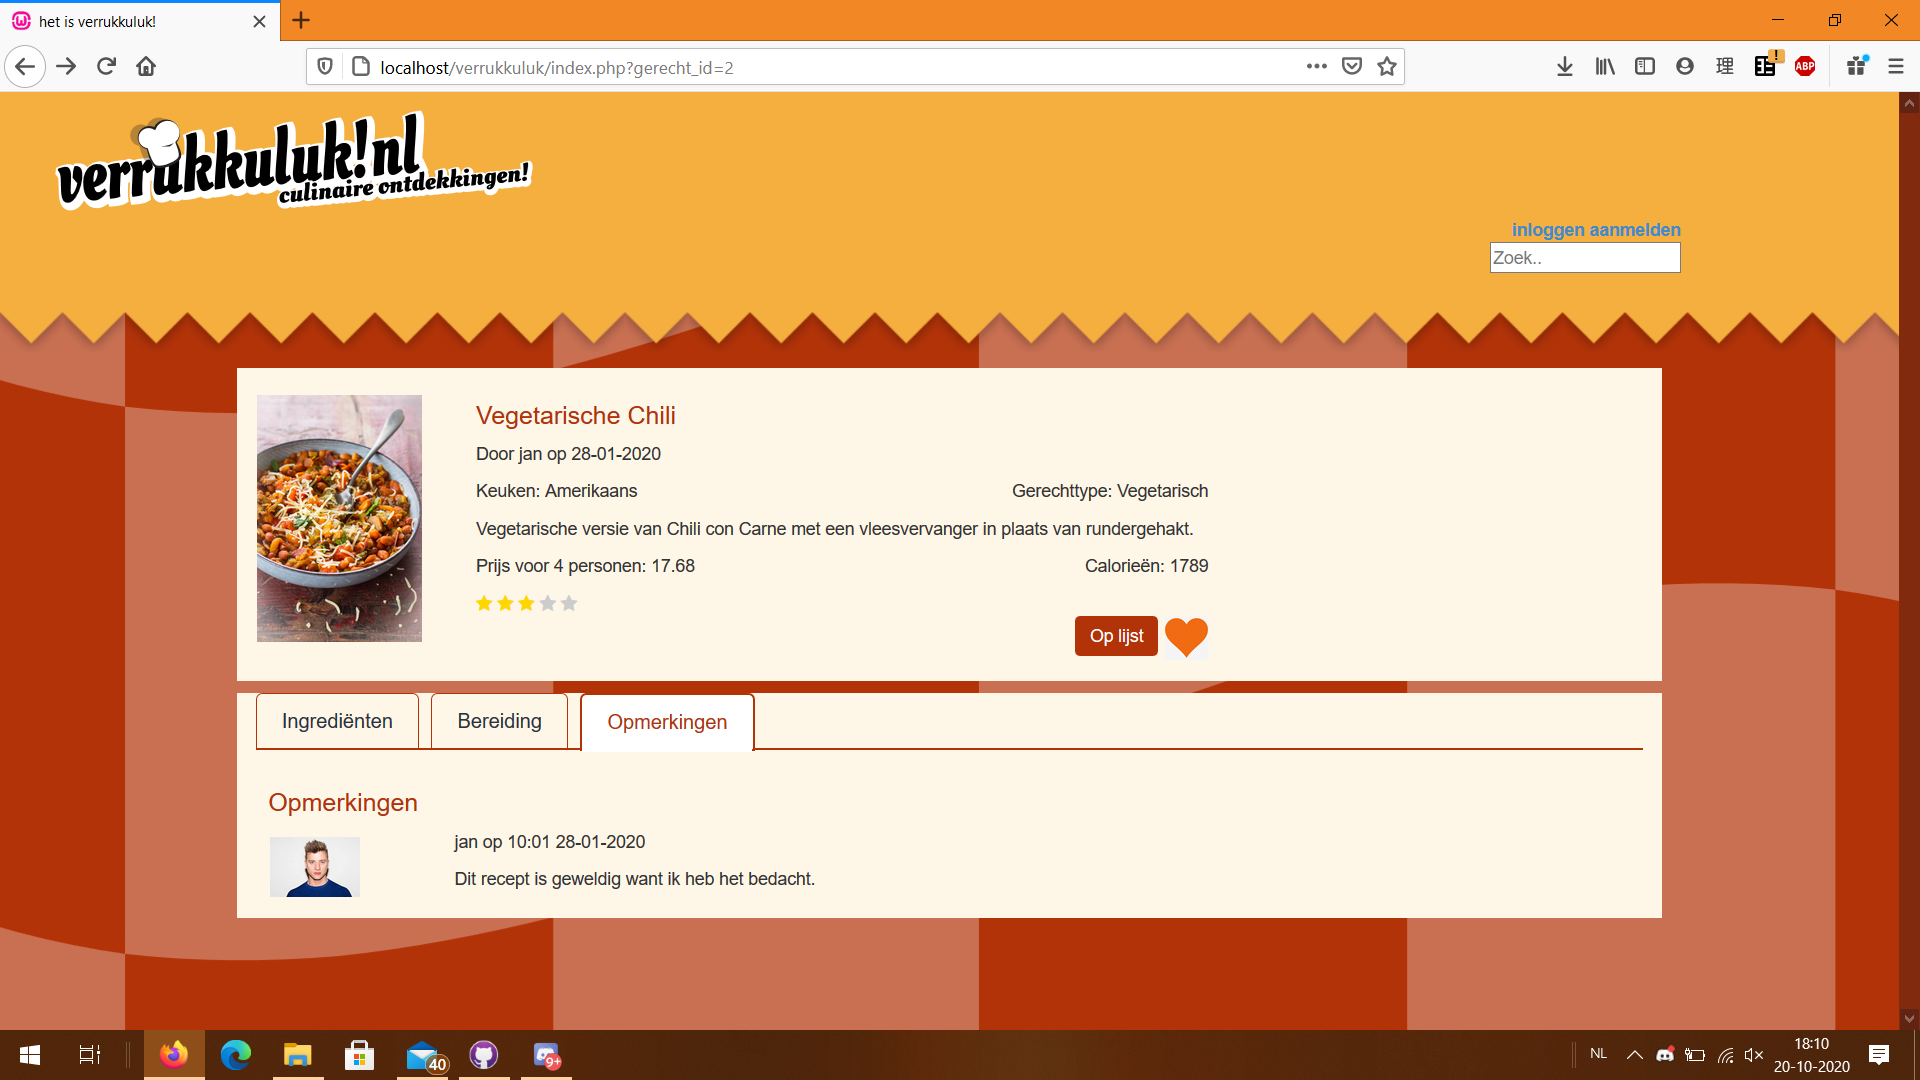 het is verrukkuluk!
localhost/verrukkuluk/index.php?gerecht_id=2
理
!
ABP
verrukkuluk!nl
culinaire ontdekkingen!
inloggen aanmelden
Zoek..
Vegetarische Chili
Door jan op 28-01-2020
Keuken: Amerikaans
Gerechttype: Vegetarisch
Vegetarische versie van Chili con Carne met een vleesvervanger in plaats van rundergehakt.
Prijs voor 4 personen: 17.68
Calorieën: 1789
Op lijst
Ingrediënten
Bereiding
Opmerkingen
Opmerkingen
jan op 10:01 28-01-2020
Dit recept is geweldig want ik heb het bedacht.
40
9+
NL
18:10
20-10-2020